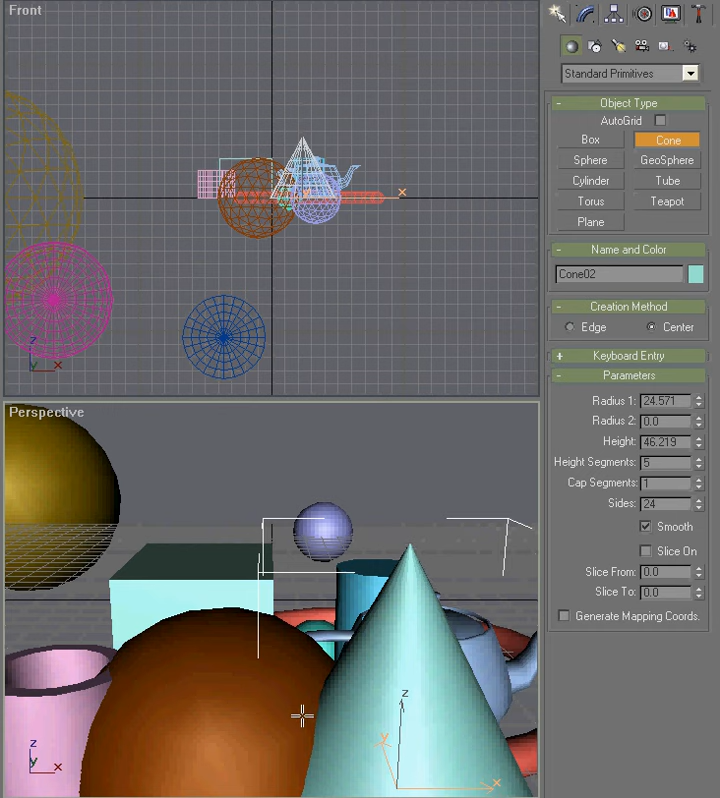 Front
x
z
y
x
Perspective
z
y
x
z
y
x
Standard Primitives
- Object Type
AutoGrid
Box Cone
Sphere GeoSphere
Cylinder Tube
Torus Teapot
Plane
- Name and Color
Cone02
- Creation Method
Edge Center
+ Keyboard Entry
- Parameters
Radius 1: 24.571
Radius 2: 0.0
Height: 46.219
Height Segments: 5
Cap Segments: 1
Sides: 24
Smooth
Slice On
Slice From: 0.0
Slice To: 0.0
Generate Mapping Coords.